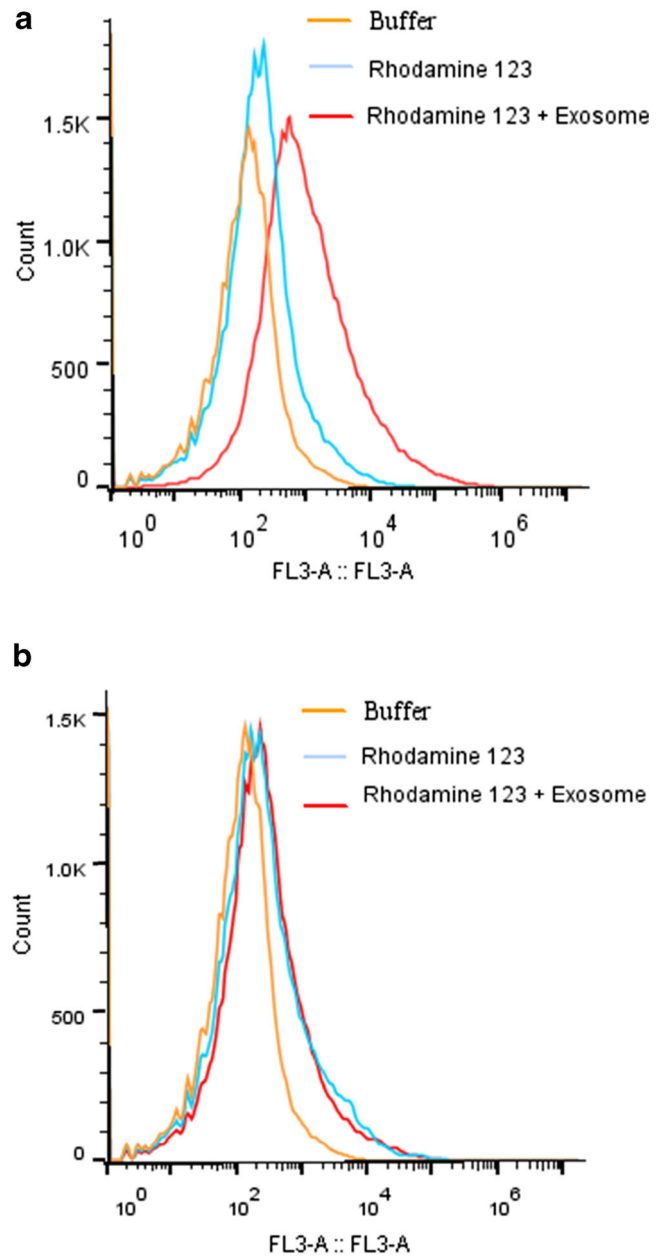 a
Buffer
Rhodamine 123
Rhodamine 123 + Exosome
1.5K
1.0K
500
0
Count
10^0 10^2 10^4 10^6
FL3-A :: FL3-A
b
Buffer
Rhodamine 123
Rhodamine 123 + Exosome
1.5K
1.0K
500
0
Count
10^0 10^2 10^4 10^6
FL3-A :: FL3-A